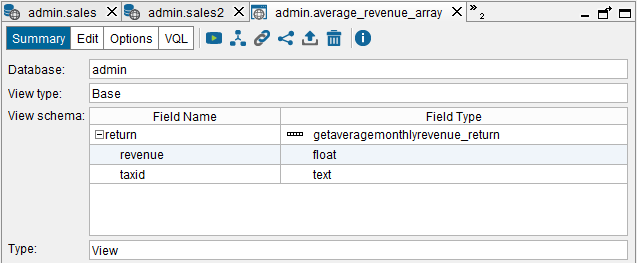 admin.sales admin.sales2 admin.average_revenue_array 2
Summary Edit Options VQL
Database: admin
View type: Base
View schema: Field Name Field Type
return getaveragemonthlyrevenue_return
revenue float
taxid text
Type: View